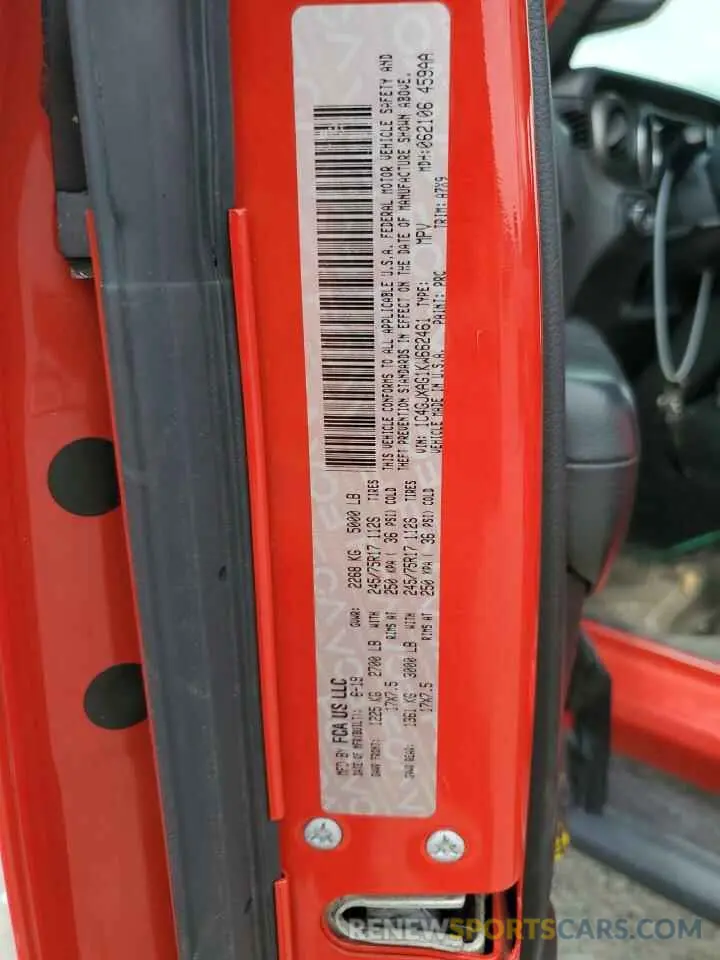 MFD BY FCA US LLC
DATE OF MFR(BUILT): 6-19 GVWR: 2268 KG 5000 LB
GAWR FRONT: 1225 KG 2700 LB WITH 245/75R17 112S TIRES
17X7.5 RIMS AT 250 KPA ( 36 PSI) COLD
GAWR REAR: 1361 KG 3000 LB WITH 245/75R17 112S TIRES
17X7.5 RIMS AT 250 KPA ( 36 PSI) COLD
THIS VEHICLE CONFORMS TO ALL APPLICABLE U.S.A. FEDERAL MOTOR VEHICLE SAFETY AND
THEFT PREVENTION STANDARDS IN EFFECT ON THE DATE OF MANUFACTURE SHOWN ABOVE.
VIN: 1C4GJXAG1KW662461 TYPE: MPV MDH:062106 459AA
VEHICLE MADE IN U.S.A. PAINT: PRC TRIM: A7X9
RENEWSPORTSCARS.COM